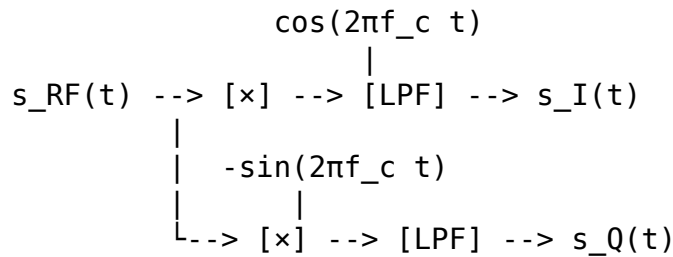 cos(2πf_c t)
|
s_RF(t) --> [×] --> [LPF] --> s_I(t)
|
| -sin(2πf_c t)
| |
└--> [×] --> [LPF] --> s_Q(t)